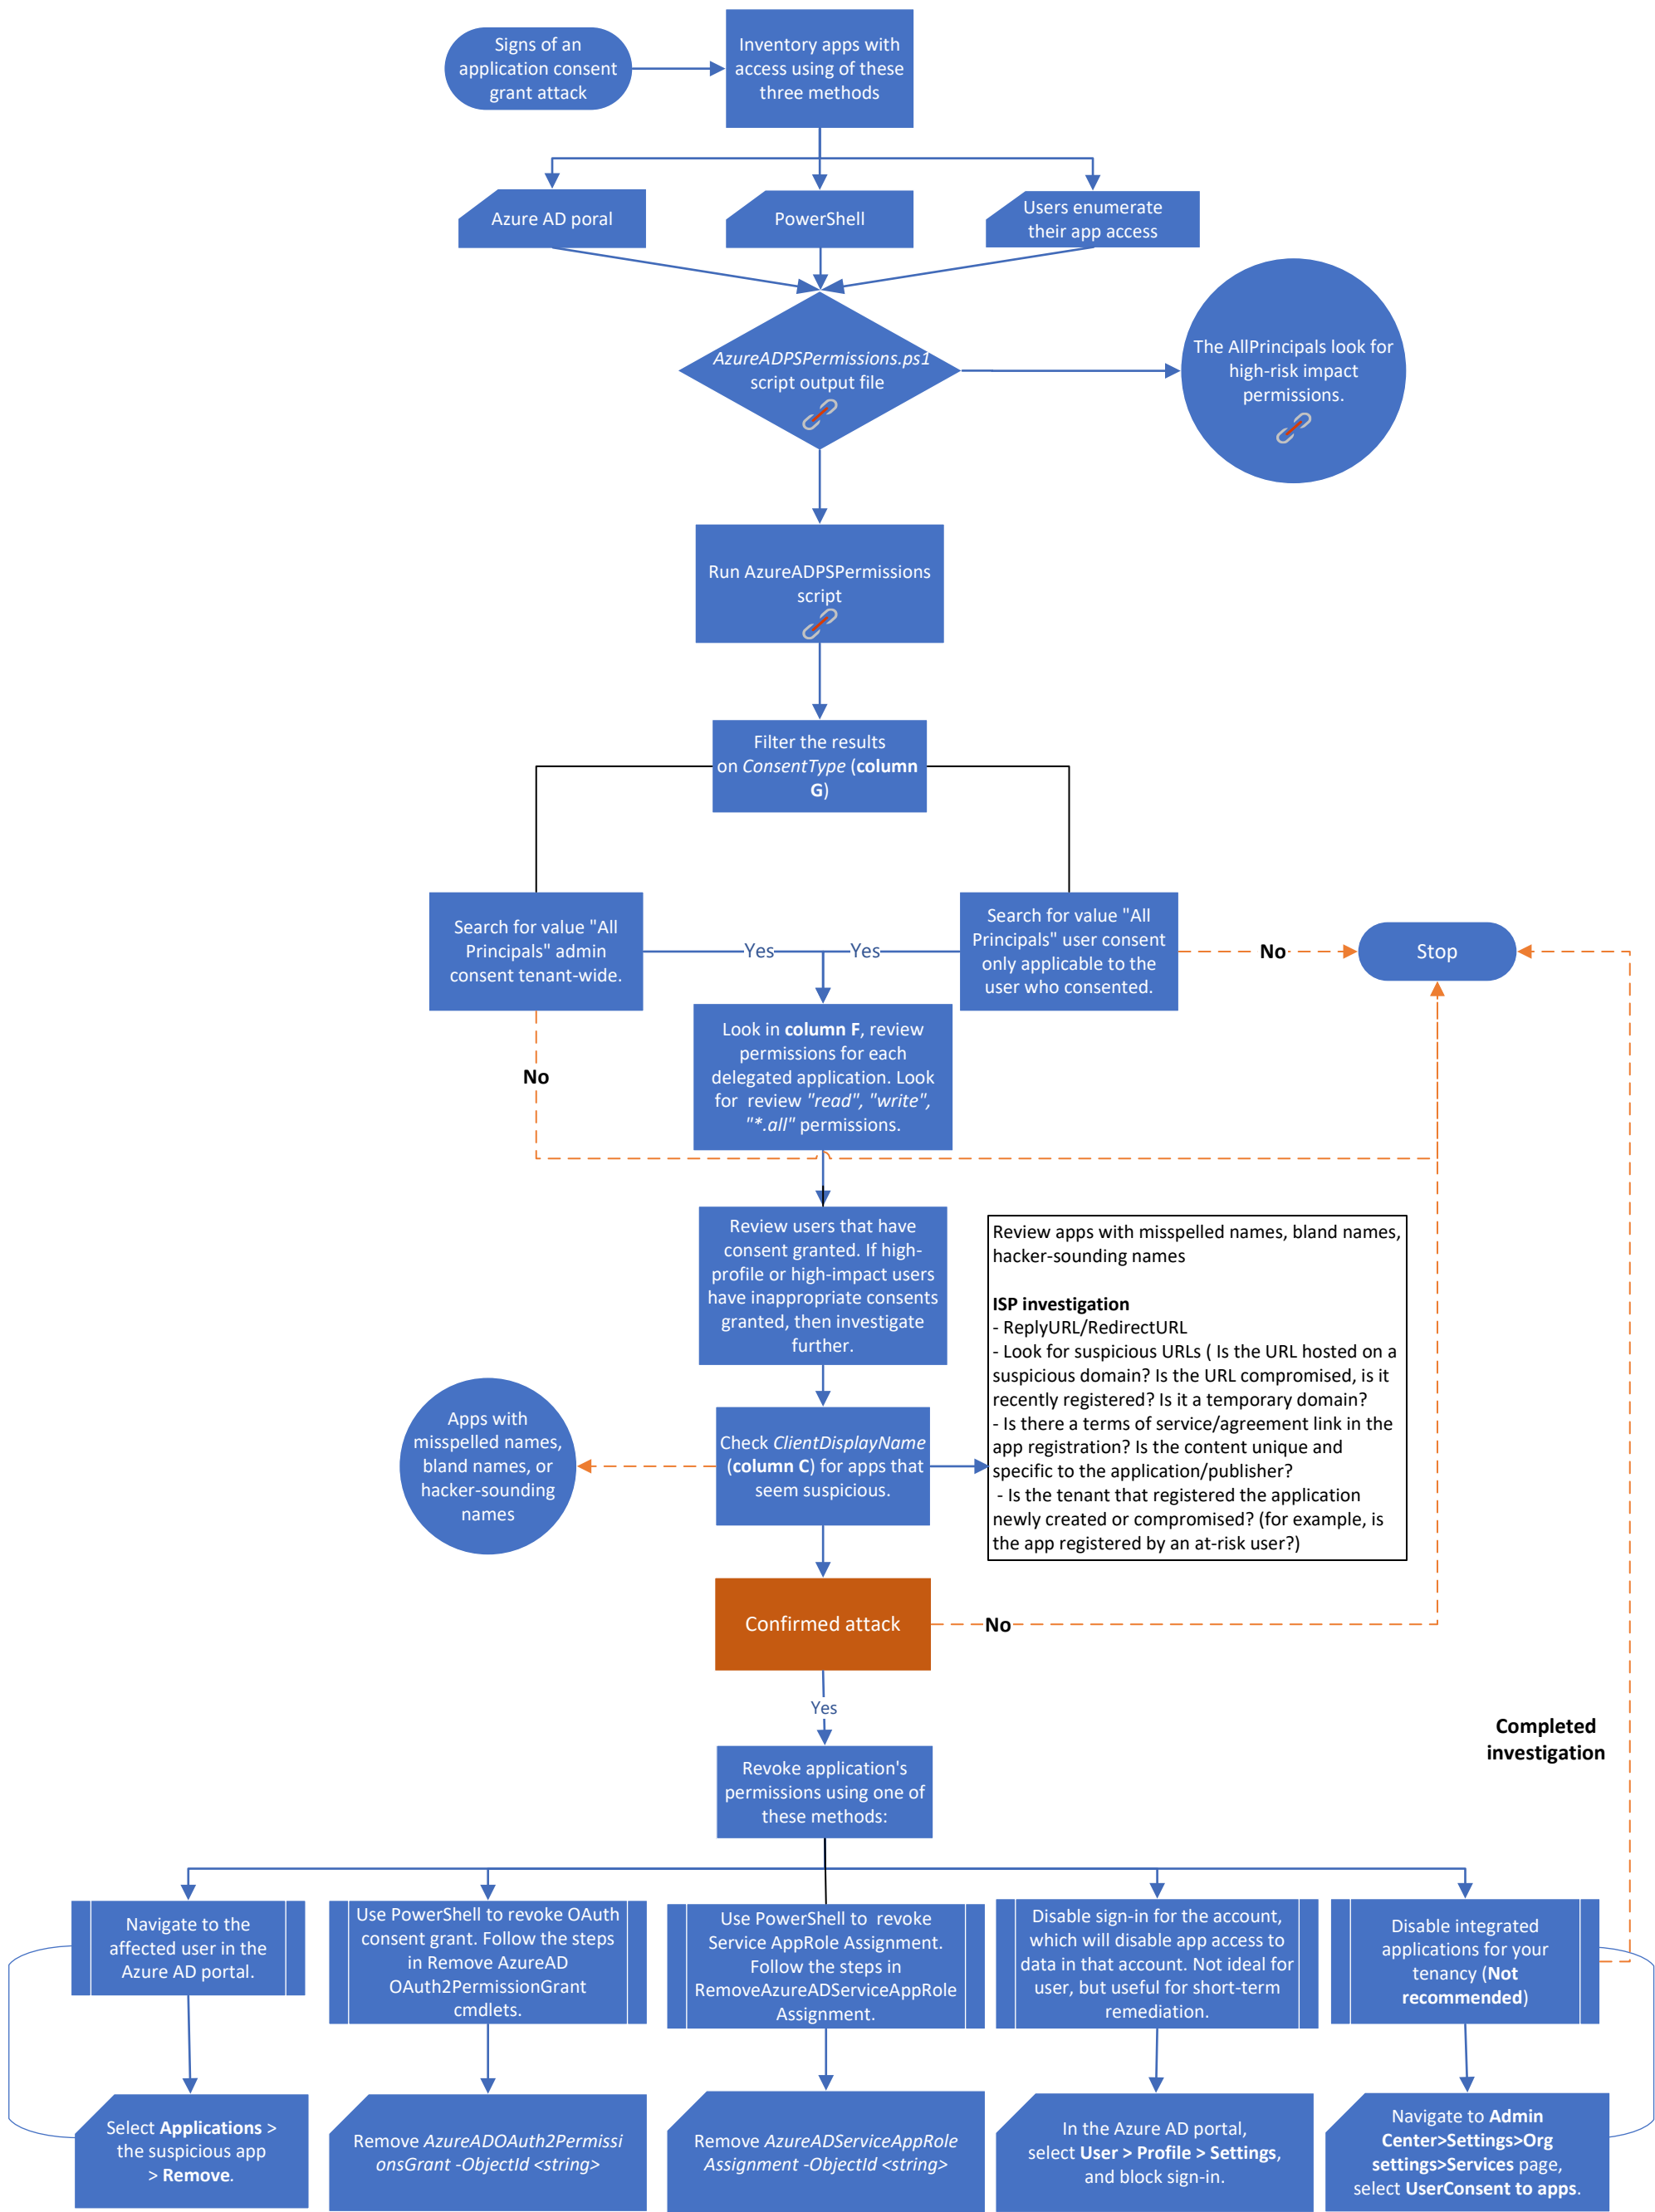 Signs of an
application consent
grant attack
Inventory apps with
access using of these
three methods
Azure AD poral
PowerShell
Users enumerate
their app access
AzureADPSPermissions.ps1
script output file
The AllPrincipals look for
high-risk impact
permissions.
Run AzureADPSPermissions
script
Filter the results
on ConsentType (column
G)
Search for value "All
Principals" admin
consent tenant-wide.
Yes
Yes
Search for value "All
Principals" user consent
only applicable to the
user who consented.
No
Stop
Look in column F, review
permissions for each
delegated application. Look
for review "read", "write",
"*.all" permissions.
No
Review users that have
consent granted. If high-
profile or high-impact users
have inappropriate consents
granted, then investigate
further.
Review apps with misspelled names, bland names,
hacker-sounding names
ISP investigation
- ReplyURL/RedirectURL
- Look for suspicious URLs ( Is the URL hosted on a
suspicious domain? Is the URL compromised, is it
recently registered? Is it a temporary domain?
- Is there a terms of service/agreement link in the
app registration? Is the content unique and
specific to the application/publisher?
- Is the tenant that registered the application
newly created or compromised? (for example, is
the app registered by an at-risk user?)
Apps with
misspelled names,
bland names, or
hacker-sounding
names
Check ClientDisplayName
(column C) for apps that
seem suspicious.
Confirmed attack
No
Yes
Completed
investigation
Revoke application's
permissions using one of
these methods:
Navigate to the
affected user in the
Azure AD portal.
Use PowerShell to revoke OAuth
consent grant. Follow the steps
in Remove AzureAD
OAuth2PermissionGrant
cmdlets.
Use PowerShell to revoke
Service AppRole Assignment.
Follow the steps in
RemoveAzureADServiceAppRole
Assignment.
Disable sign-in for the account,
which will disable app access to
data in that account. Not ideal for
user, but useful for short-term
remediation.
Disable integrated
applications for your
tenancy (Not
recommended)
Select Applications >
the suspicious app
> Remove.
Remove AzureADOAuth2Permissi
onsGrant -ObjectId <string>
Remove AzureADServiceAppRole
Assignment -ObjectId <string>
In the Azure AD portal,
select User > Profile > Settings,
and block sign-in.
Navigate to Admin
Center>Settings>Org
settings>Services page,
select UserConsent to apps.